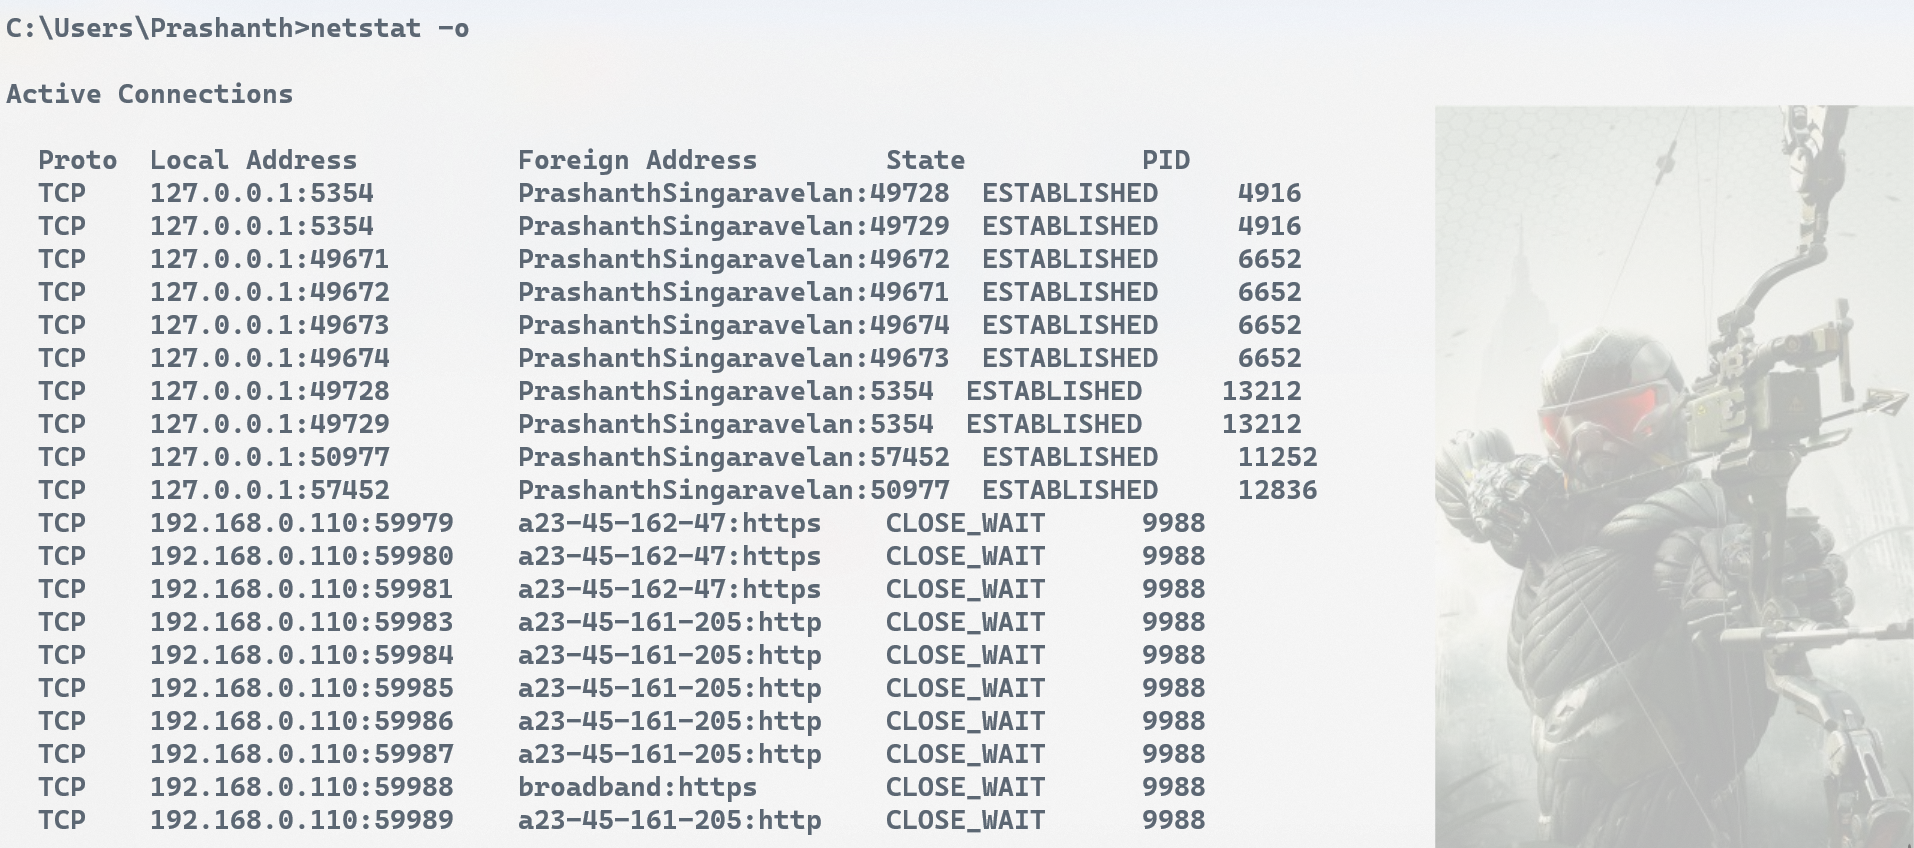 C:\Users\Prashanth>netstat -o
Active Connections
Proto Local Address Foreign Address State PID
TCP 127.0.0.1:5354 PrashanthSingaravelan:49728 ESTABLISHED 4916
TCP 127.0.0.1:5354 PrashanthSingaravelan:49729 ESTABLISHED 4916
TCP 127.0.0.1:49671 PrashanthSingaravelan:49672 ESTABLISHED 6652
TCP 127.0.0.1:49672 PrashanthSingaravelan:49671 ESTABLISHED 6652
TCP 127.0.0.1:49673 PrashanthSingaravelan:49674 ESTABLISHED 6652
TCP 127.0.0.1:49674 PrashanthSingaravelan:49673 ESTABLISHED 6652
TCP 127.0.0.1:49728 PrashanthSingaravelan:5354 ESTABLISHED 13212
TCP 127.0.0.1:49729 PrashanthSingaravelan:5354 ESTABLISHED 13212
TCP 127.0.0.1:50977 PrashanthSingaravelan:57452 ESTABLISHED 11252
TCP 127.0.0.1:57452 PrashanthSingaravelan:50977 ESTABLISHED 12836
TCP 192.168.0.110:59979 a23-45-162-47:https CLOSE_WAIT 9988
TCP 192.168.0.110:59980 a23-45-162-47:https CLOSE_WAIT 9988
TCP 192.168.0.110:59981 a23-45-162-47:https CLOSE_WAIT 9988
TCP 192.168.0.110:59983 a23-45-161-205:http CLOSE_WAIT 9988
TCP 192.168.0.110:59984 a23-45-161-205:http CLOSE_WAIT 9988
TCP 192.168.0.110:59985 a23-45-161-205:http CLOSE_WAIT 9988
TCP 192.168.0.110:59986 a23-45-161-205:http CLOSE_WAIT 9988
TCP 192.168.0.110:59987 a23-45-161-205:http CLOSE_WAIT 9988
TCP 192.168.0.110:59988 broadband:https CLOSE_WAIT 9988
TCP 192.168.0.110:59989 a23-45-161-205:http CLOSE_WAIT 9988